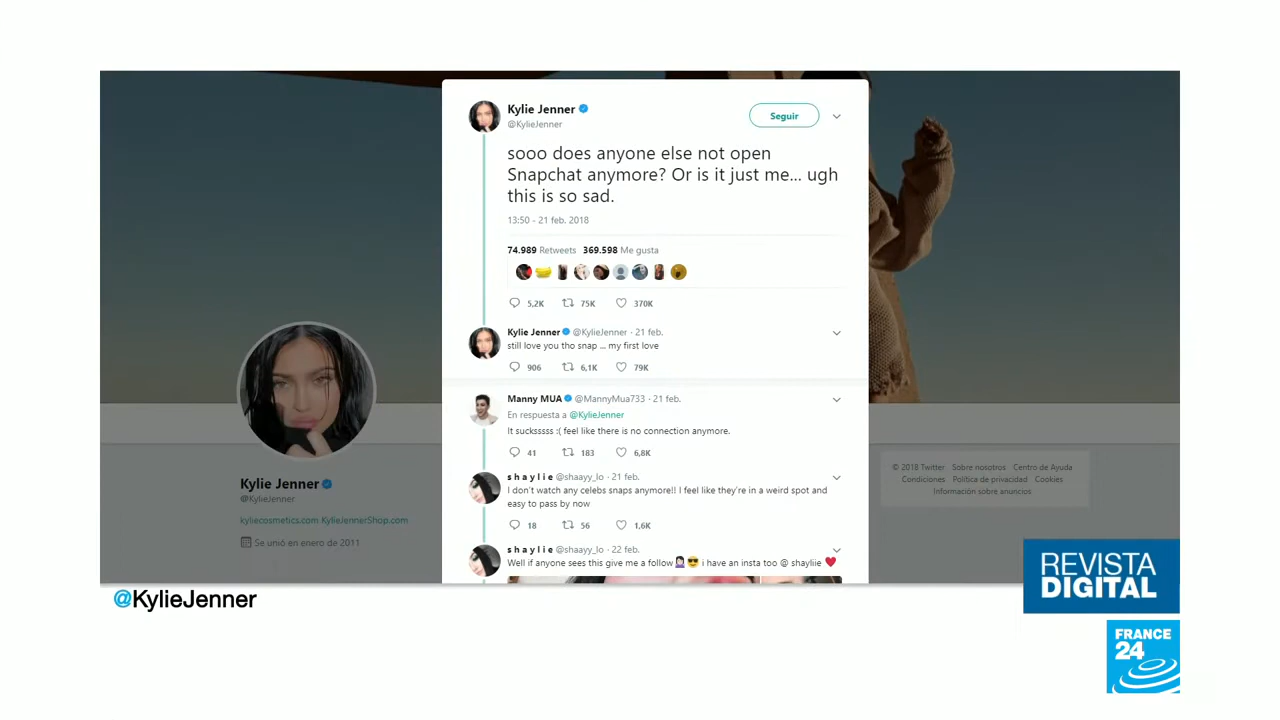 Kylie Jenner
@KylieJenner
Seguir
sooo does anyone else not open
Snapchat anymore? Or is it just me... ugh
this is so sad.
13:50 - 21 feb. 2018
74.989 Retweets 369.598 Me gusta
5,2K 75K 370K
Kylie Jenner @KylieJenner · 21 feb.
still love you tho snap ... my first love
906 6,1K 79K
Manny MUA @MannyMua733 · 21 feb.
En respuesta a @KylieJenner
It sucksssss :( feel like there is no connection anymore.
41 183 6,8K
s h a y l i e @shaayy_lo · 21 feb.
I don't watch any celebs snaps anymore!! I feel like they're in a weird spot and
easy to pass by now
18 56 1,6K
s h a y l i e @shaayy_lo · 22 feb.
Well if anyone sees this give me a follow🤷🏻‍♀️😎 i have an insta too @ shayliie ❤️
Kylie Jenner
@KylieJenner
kyliecosmetics.com KylieJennerShop.com
Se unió en enero de 2011
© 2018 Twitter Sobre nosotros Centro de Ayuda
Condiciones Política de privacidad Cookies
Información sobre anuncios
@KylieJenner
REVISTA
DIGITAL
FRANCE
24